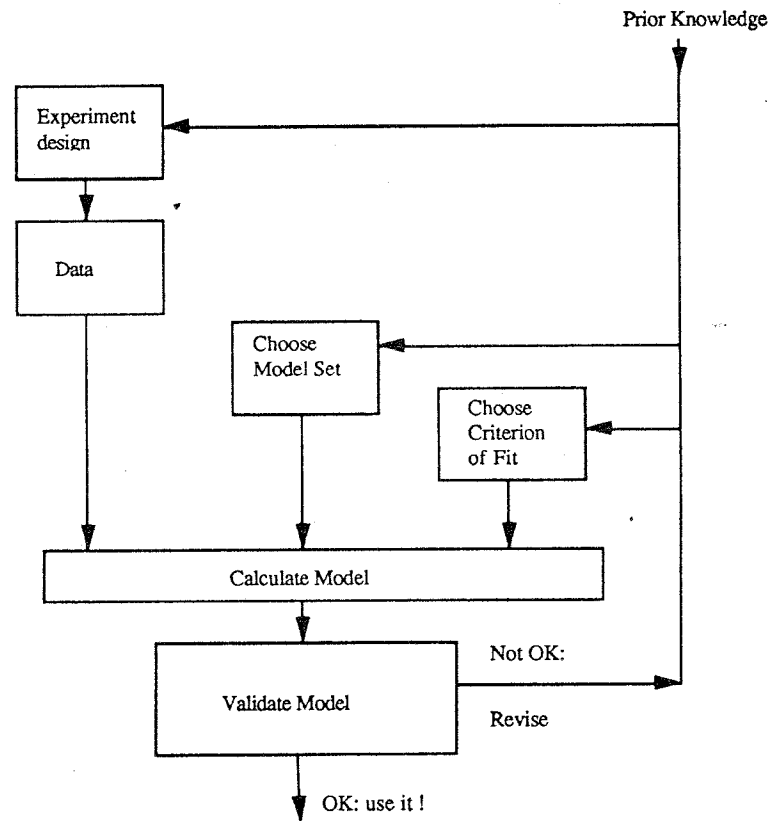 Prior Knowledge
Experiment
design
Data
Choose
Model Set
Choose
Criterion
of Fit
Calculate Model
Not OK:
Validate Model
Revise
OK: use it !